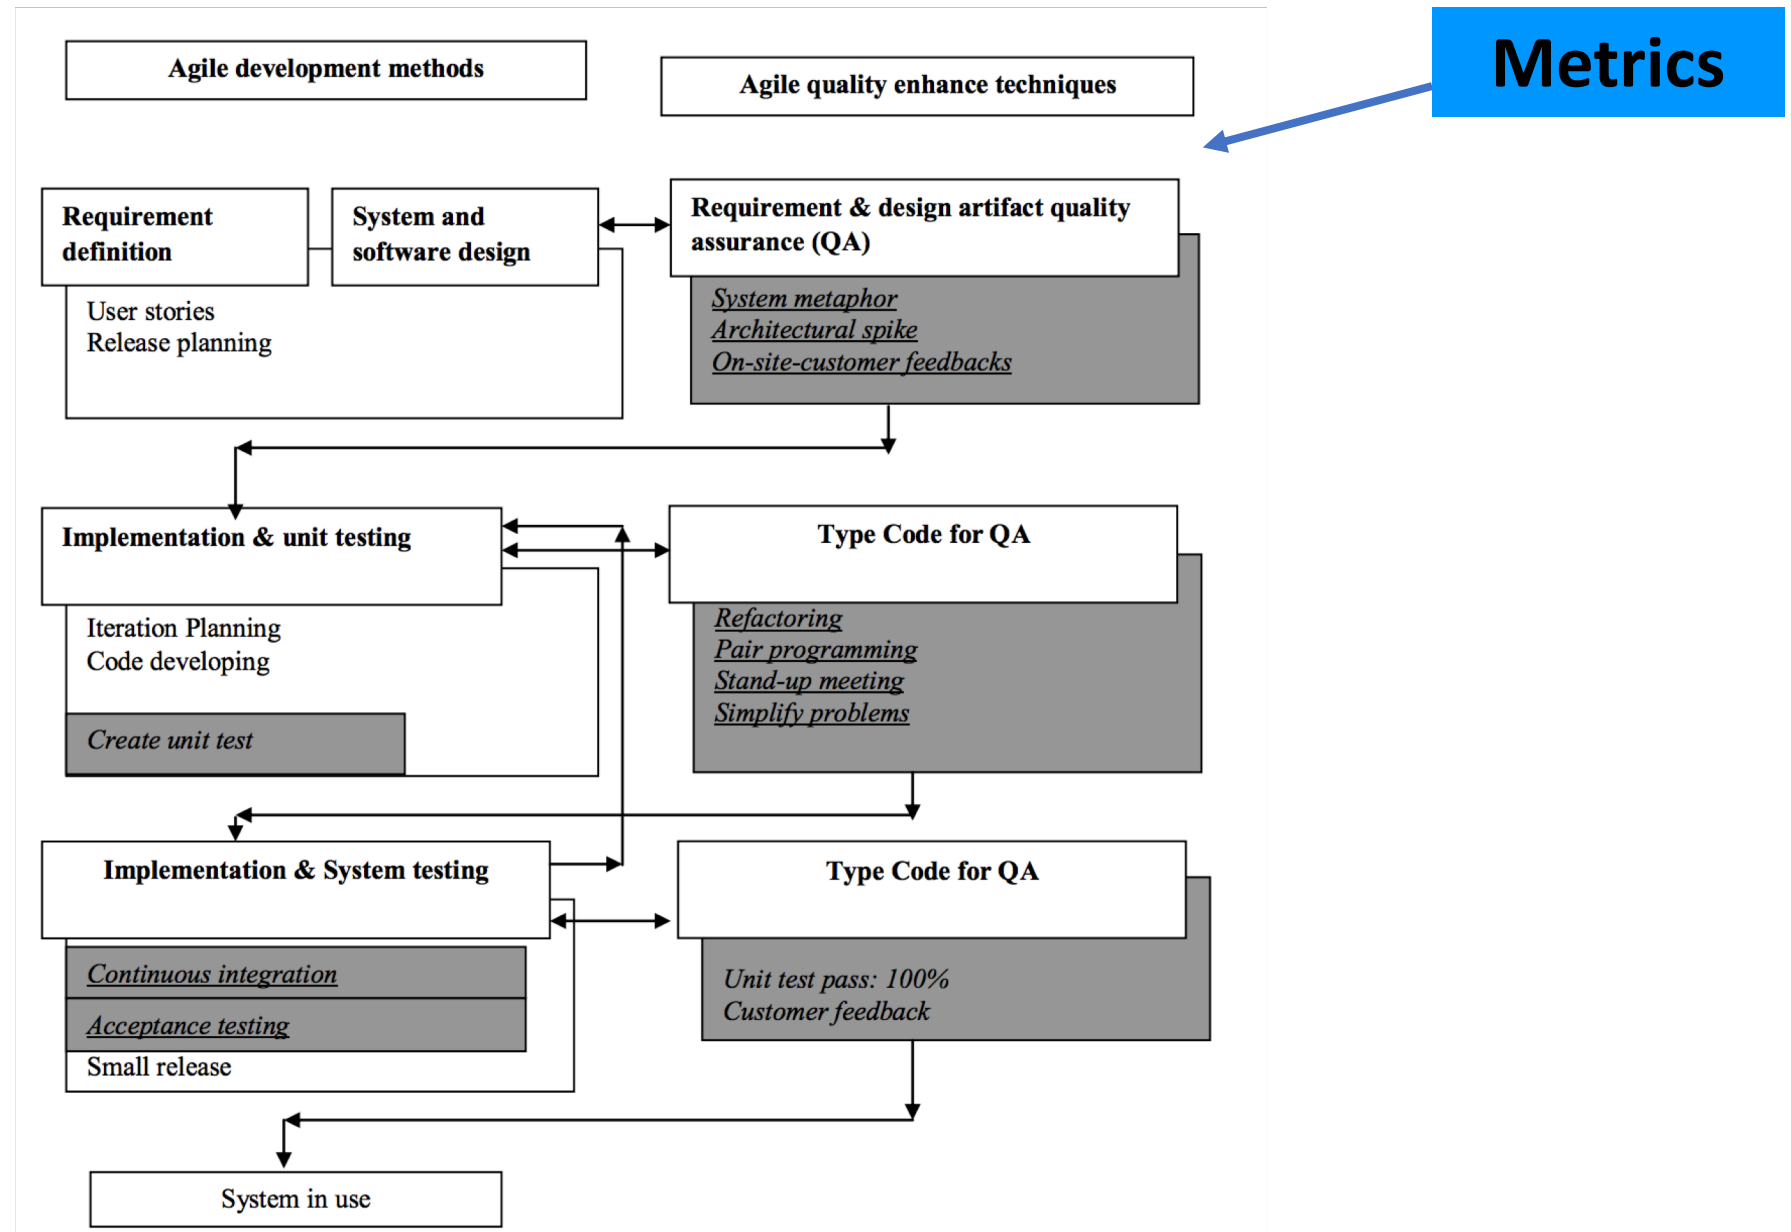 Agile development methods
Agile quality enhance techniques
Metrics
Requirement
definition
System and
software design
Requirement & design artifact quality
assurance (QA)
User stories
Release planning
System metaphor
Architectural spike
On-site-customer feedbacks
Implementation & unit testing
Type Code for QA
Iteration Planning
Code developing
Create unit test
Refactoring
Pair programming
Stand-up meeting
Simplify problems
Implementation & System testing
Type Code for QA
Continuous integration
Acceptance testing
Small release
Unit test pass: 100%
Customer feedback
System in use